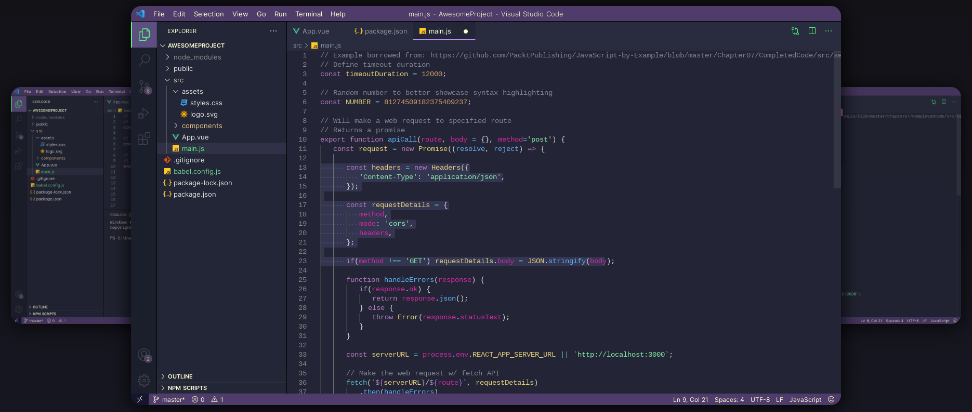 File Edit Selection View Go Run Terminal Help
main.js - AwesomeProject - Visual Studio Code
EXPLORER
AWESOMEPROJECT
node_modules
public
src
assets
styles.css
logo.svg
components
App.vue
main.js
.gitignore
babel.config.js
package-lock.json
package.json
OUTLINE
NPM SCRIPTS
App.vue
package.json
main.js
src > main.js
1 // Example borrowed from: https://github.com/PacktPublishing/JavaScript-by-Example/blob/master/Chapter07/CompletedCode/src/
2 // Define timeout duration
3 const timeoutDuration = 12000;
4
5 // Random number to better showcase syntax highlighting
6 const NUMBER = 81274509182375409237;
7
8 // Will make a web request to specified route
9 // Returns a promise
10 export function apiCall(route, body = {}, method='post') {
11 const request = new Promise((resolve, reject) => {
12
13 const headers = new Headers({
14 'Content-Type': 'application/json',
15 });
16
17 const requestDetails = {
18 method,
19 mode: 'cors',
20 headers,
21 };
22
23 if(method !== 'GET') requestDetails.body = JSON.stringify(body);
24
25 function handleErrors(response) {
26 if(response.ok) {
27 return response.json();
28 } else {
29 throw Error(response.statusText);
30 }
31 }
32
33 const serverURL = process.env.REACT_APP_SERVER_URL || `http://localhost:3000`;
34
35 // Make the web request w/ fetch API
36 fetch(`${serverURL}/${route}`, requestDetails)
37 .then(handleErrors)
master* 0 1
Ln 9, Col 21 Spaces: 4 UTF-8 LF JavaScript